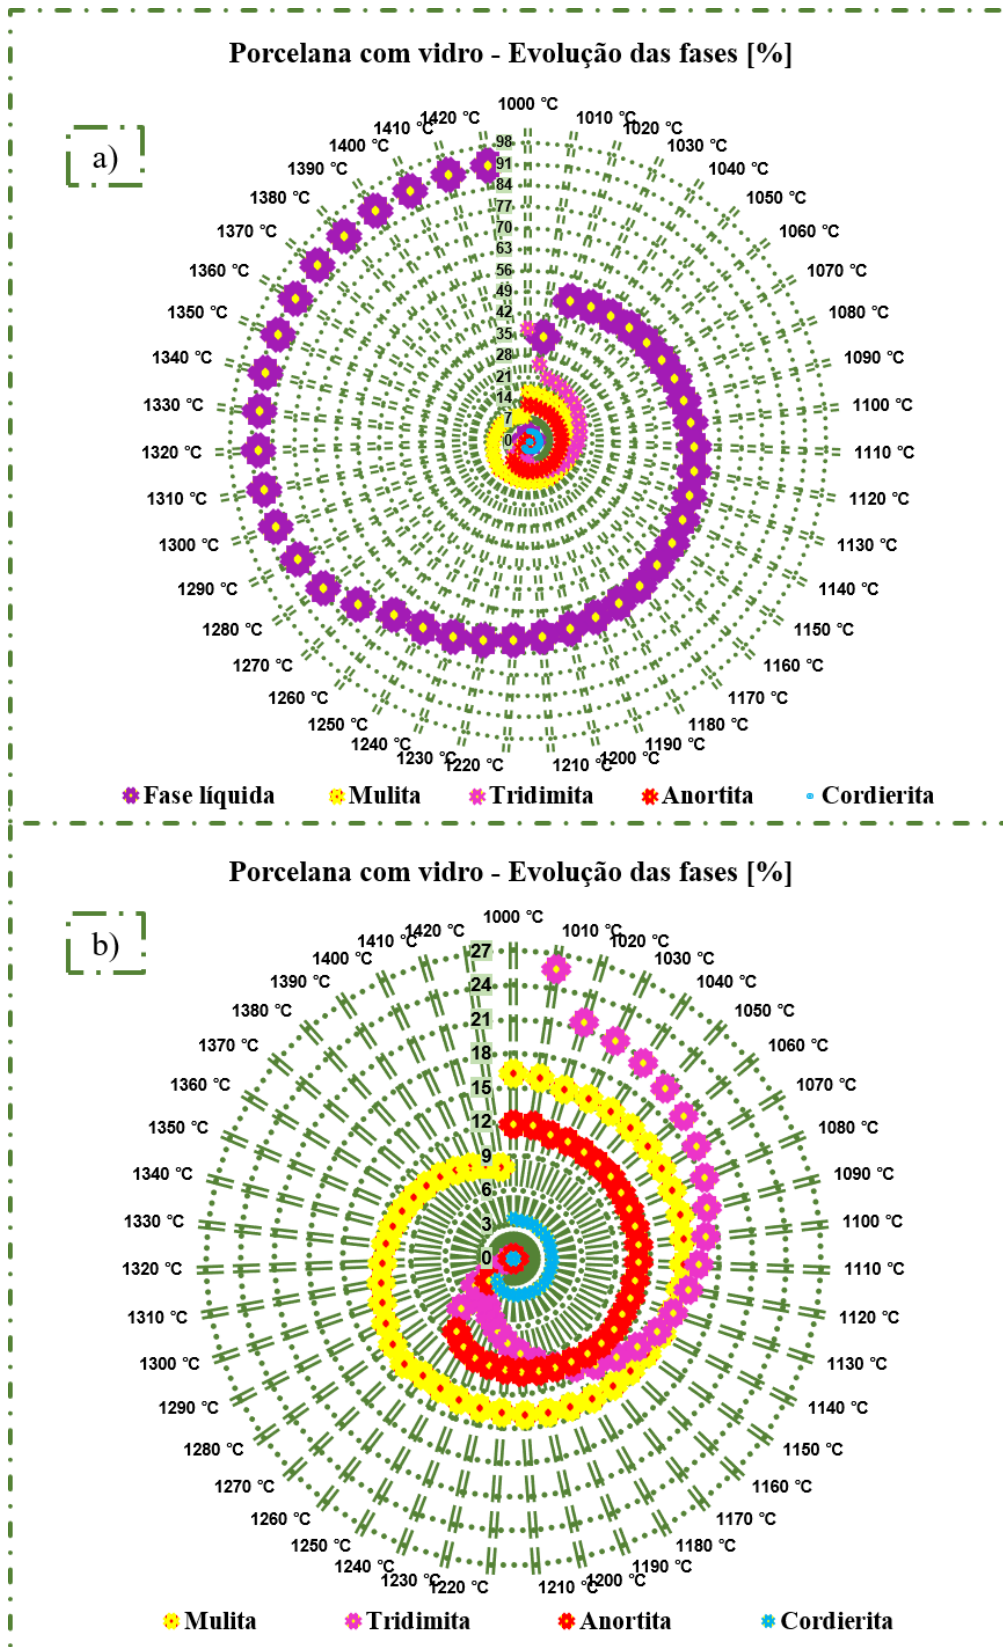 Porcelana com vidro - Evolução das fases [%]
a)
1000 °C
1010 °C
1020 °C
1030 °C
1040 °C
1050 °C
1060 °C
1070 °C
1080 °C
1090 °C
1100 °C
1110 °C
1120 °C
1130 °C
1140 °C
1150 °C
1160 °C
1170 °C
1180 °C
1190 °C
1200 °C
1210 °C
1220 °C
1230 °C
1240 °C
1250 °C
1260 °C
1270 °C
1280 °C
1290 °C
1300 °C
1310 °C
1320 °C
1330 °C
1340 °C
1350 °C
1360 °C
1370 °C
1380 °C
1390 °C
1400 °C
1410 °C
1420 °C
98
91
84
77
70
63
56
49
42
35
28
21
14
7
0
Fase líquida Mulita Tridimita Anortita Cordierita
Porcelana com vidro - Evolução das fases [%]
b)
1000 °C
1010 °C
1020 °C
1030 °C
1040 °C
1050 °C
1060 °C
1070 °C
1080 °C
1090 °C
1100 °C
1110 °C
1120 °C
1130 °C
1140 °C
1150 °C
1160 °C
1170 °C
1180 °C
1190 °C
1200 °C
1210 °C
1220 °C
1230 °C
1240 °C
1250 °C
1260 °C
1270 °C
1280 °C
1290 °C
1300 °C
1310 °C
1320 °C
1330 °C
1340 °C
1350 °C
1360 °C
1370 °C
1380 °C
1390 °C
1400 °C
1410 °C
1420 °C
27
24
21
18
15
12
9
6
3
0
Mulita Tridimita Anortita Cordierita